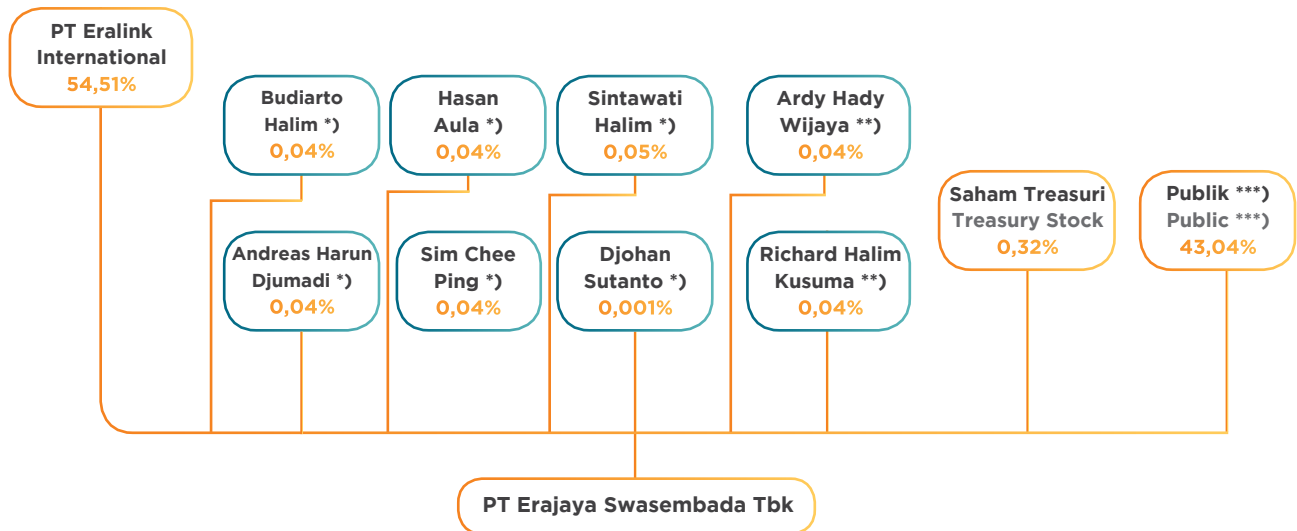 PT Eralink
International
54,51%
Budiarto
Halim *)
0,04%
Hasan
Aula *)
0,04%
Sintawati
Halim *)
0,05%
Ardy Hady
Wijaya **)
0,04%
Saham Treasuri
Treasury Stock
0,32%
Publik ***)
Public ***)
43,04%
Andreas Harun
Djumadi *)
0,04%
Sim Chee
Ping *)
0,04%
Djohan
Sutanto *)
0,001%
Richard Halim
Kusuma **)
0,04%
PT Erajaya Swasembada Tbk